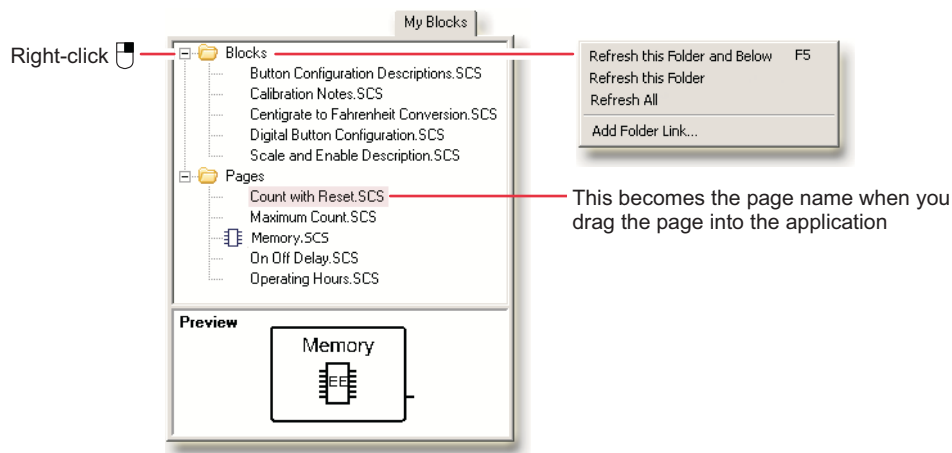 My Blocks
Right-click
Blocks
Button Configuration Descriptions.SCS
Calibration Notes.SCS
Centigrate to Fahrenheit Conversion.SCS
Digital Button Configuration.SCS
Scale and Enable Description.SCS
Pages
Count with Reset.SCS
Maximum Count.SCS
Memory.SCS
On Off Delay.SCS
Operating Hours.SCS
Refresh this Folder and Below F5
Refresh this Folder
Refresh All
Add Folder Link...
This becomes the page name when you
drag the page into the application
Preview
Memory
EE